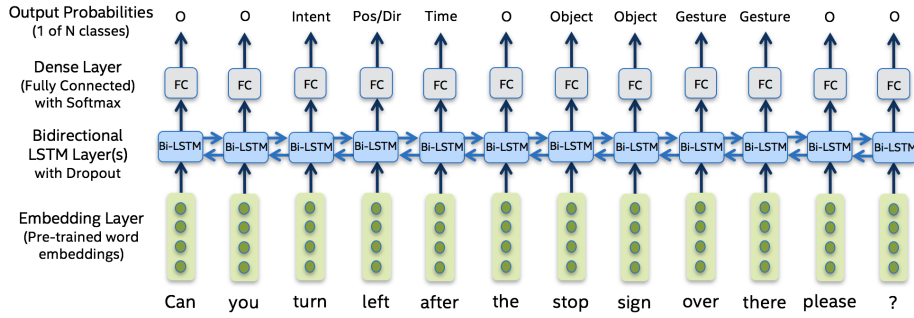 Output Probabilities
(1 of N classes)
O O Intent Pos/Dir Time O Object Object Gesture Gesture O O
Dense Layer
(Fully Connected)
with Softmax
FC FC FC FC FC FC FC FC FC FC FC FC
Bidirectional
LSTM Layer(s)
with Dropout
Bi-LSTM Bi-LSTM Bi-LSTM Bi-LSTM Bi-LSTM Bi-LSTM Bi-LSTM Bi-LSTM Bi-LSTM Bi-LSTM Bi-LSTM Bi-LSTM
Embedding Layer
(Pre-trained word
embeddings)
Can you turn left after the stop sign over there please ?